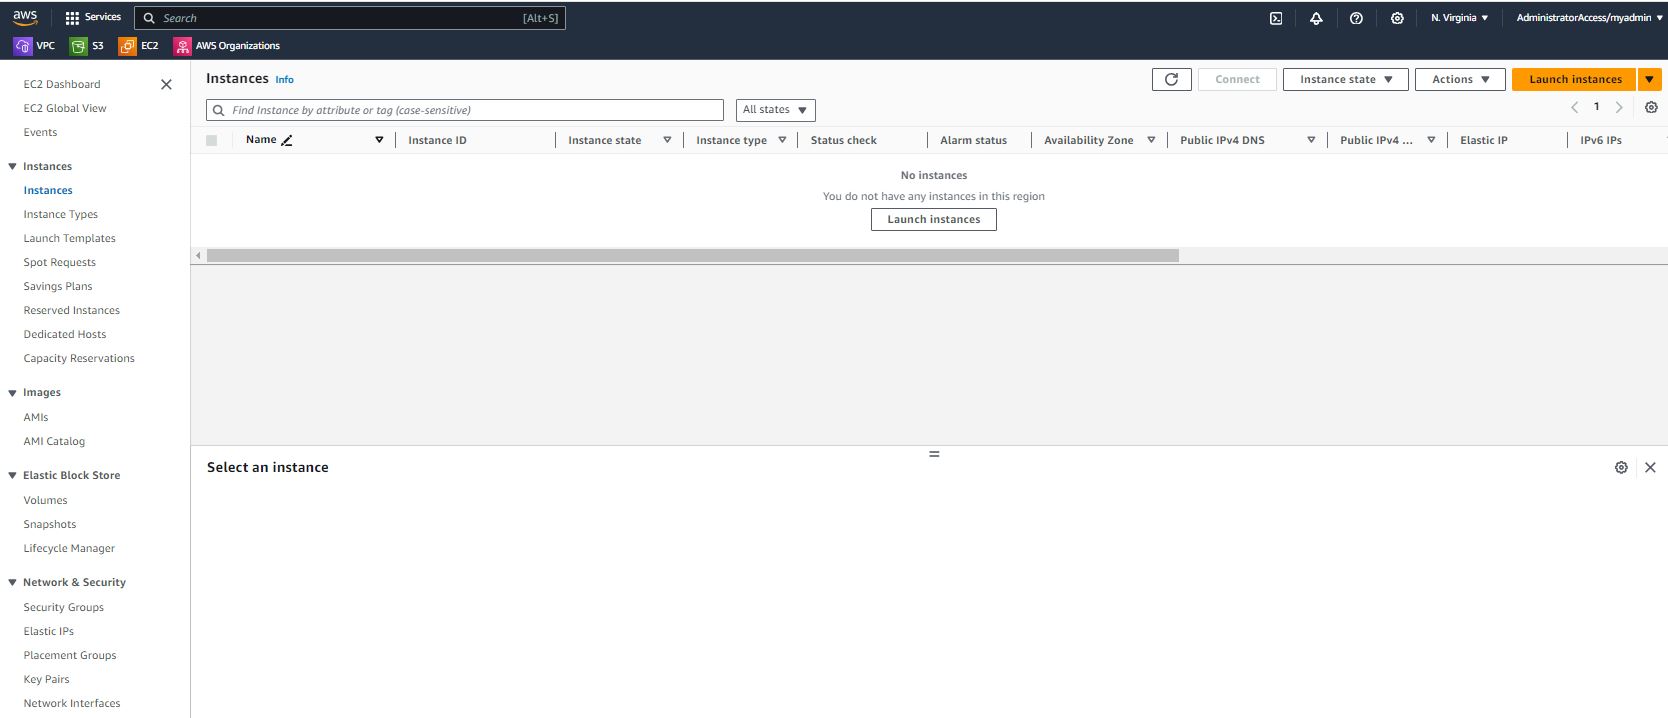 aws Services Search [Alt+S] N. Virginia AdministratorAccess/myadmin
VPC S3 EC2 AWS Organizations
EC2 Dashboard
EC2 Global View
Events
Instances
Instances
Instance Types
Launch Templates
Spot Requests
Savings Plans
Reserved Instances
Dedicated Hosts
Capacity Reservations
Images
AMIs
AMI Catalog
Elastic Block Store
Volumes
Snapshots
Lifecycle Manager
Network & Security
Security Groups
Elastic IPs
Placement Groups
Key Pairs
Network Interfaces
Instances Info Connect Instance state Actions Launch instances
Find Instance by attribute or tag (case-sensitive) All states 1
Name Instance ID Instance state Instance type Status check Alarm status Availability Zone Public IPv4 DNS Public IPv4 ... Elastic IP IPv6 IPs
No instances
You do not have any instances in this region
Launch instances
Select an instance